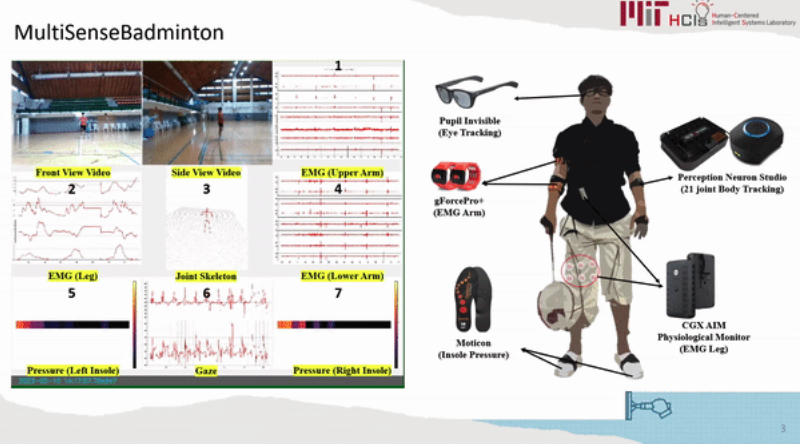 MultiSenseBadminton
MIT HCIS Human-Centered
Intelligent Systems Laboratory
1
Front View Video
Side View Video
EMG (Upper Arm)
2
3
4
EMG (Leg)
Joint Skeleton
EMG (Lower Arm)
5
6
7
Pressure (Left Insole)
Gaze
Pressure (Right Insole)
Pupil Invisible
(Eye Tracking)
gForcePro+
(EMG Arm)
Moticon
(Insole Pressure)
Perception Neuron Studio
(21 joint Body Tracking)
CGX AIM
Physiological Monitor
(EMG Leg)
3